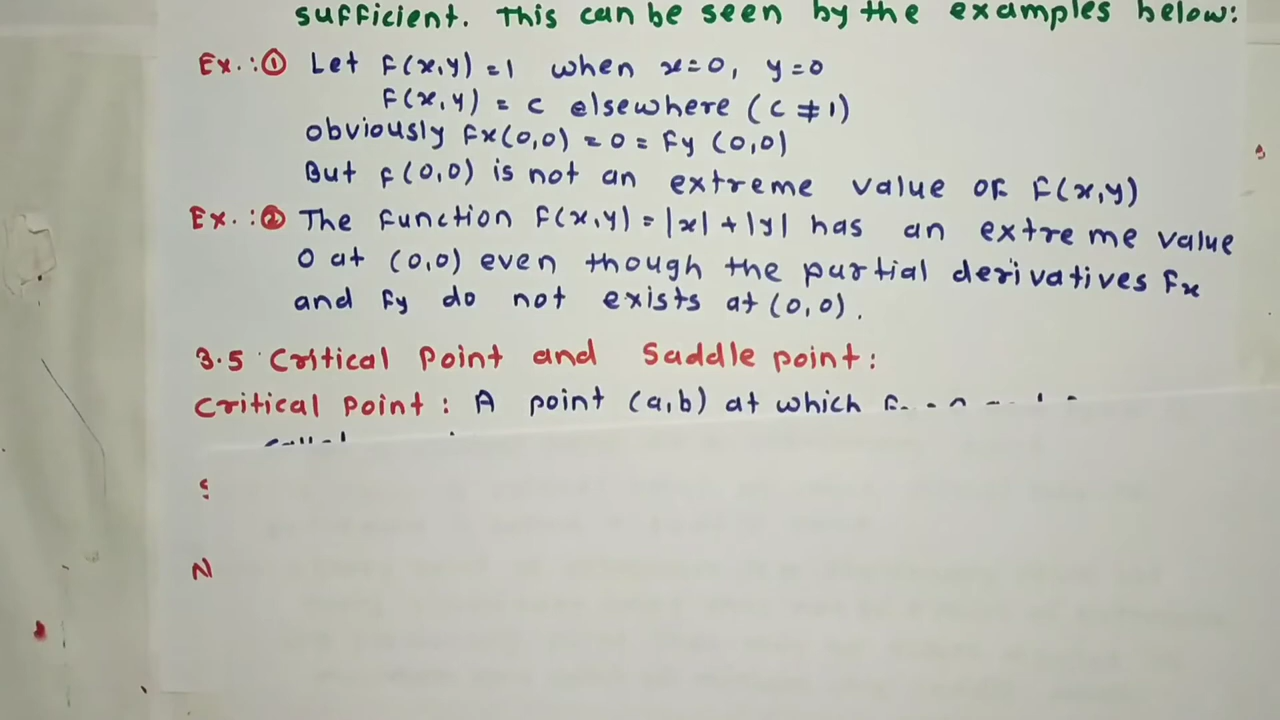 sufficient. This can be seen by the examples below:
Ex.:① Let f(x,y)=1 when x=0, y=0
f(x,y) = c elsewhere (c ≠ 1)
obviously fx(0,0) = 0 = fy (0,0)
But f(0,0) is not an extreme value of f(x,y)
Ex.:② The function f(x,y)=|x|+|y| has an extreme value
0 at (0,0) even though the partial derivatives fx
and fy do not exists at (0,0).
3.5 Critical Point and Saddle point:
Critical Point: A point (a,b) at which
N